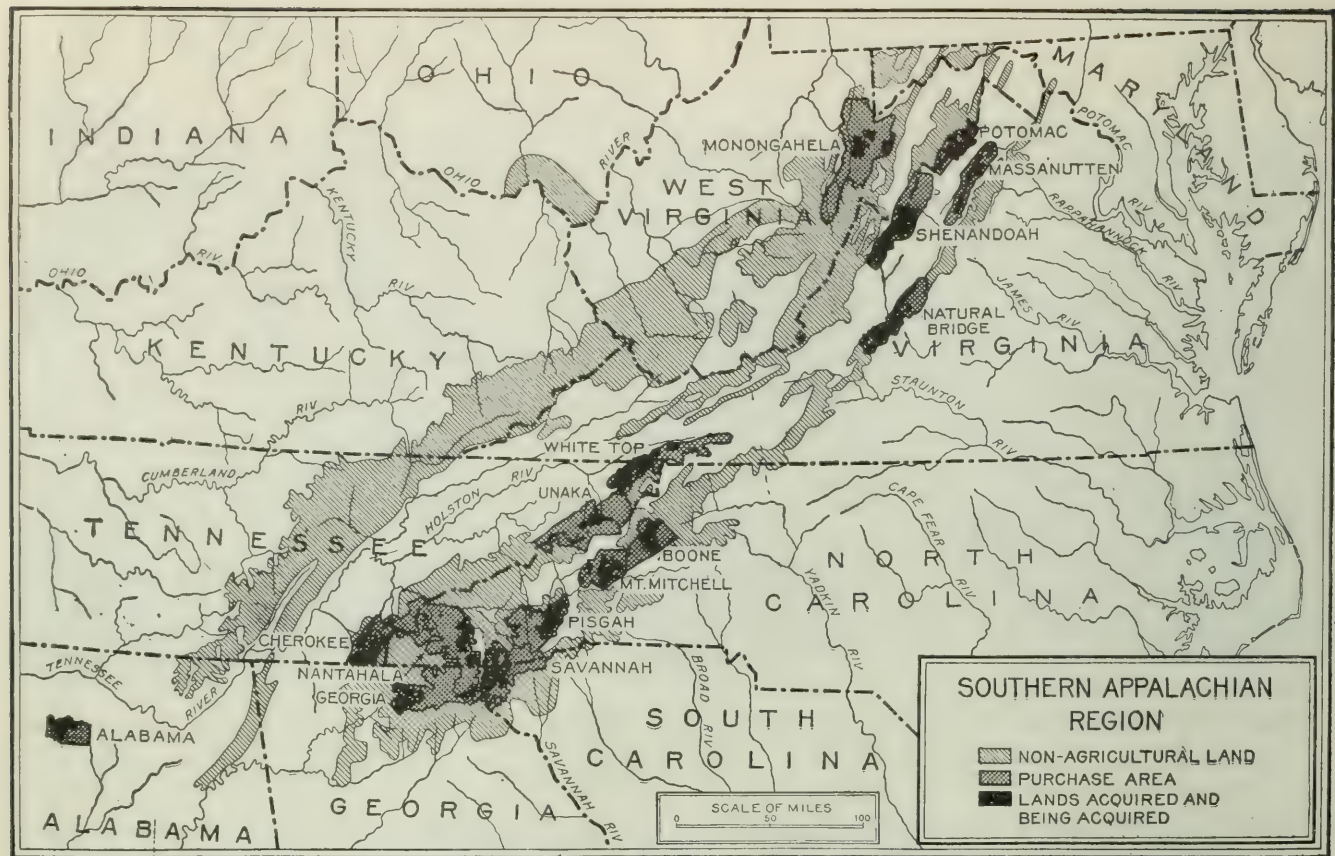 OHIO
MARYLAND
INDIANA
POTOMAC
POTOMAC
MONONGAHELA
RIVER
MASSANUTTEN
OHIO
WEST
VIRGINIA
KENTUCKY
RAPPAHANNOCK
RIV
RIV
SHENANDOAH
OHIO
RIV
RIV
JAMES
RIV
NATURAL
BRIDGE
VIRGINIA
KENTUCKY
STAUNTON
RIV
RIV
WHITE TOP
CUMBERLAND
HOLSTON
RIV
UNAKA
CAPE FEAR
RIV
TENNESSEE
BOONE
NORTH
CAROLINA
MT. MITCHELL
YADKIN
RIV
PISGAH
CHEROKEE
SAVANNAH
NANTAHALA
GEORGIA
TENNESSEE
RIVER
BROAD
RIV
SOUTH
CAROLINA
ALABAMA
SAVANNAH
RIV
GEORGIA
ALABAMA
SCALE OF MILES
0 50 100
SOUTHERN APPALACHIAN
REGION
NON-AGRICULTURAL LAND
PURCHASE AREA
LANDS ACQUIRED AND
BEING ACQUIRED